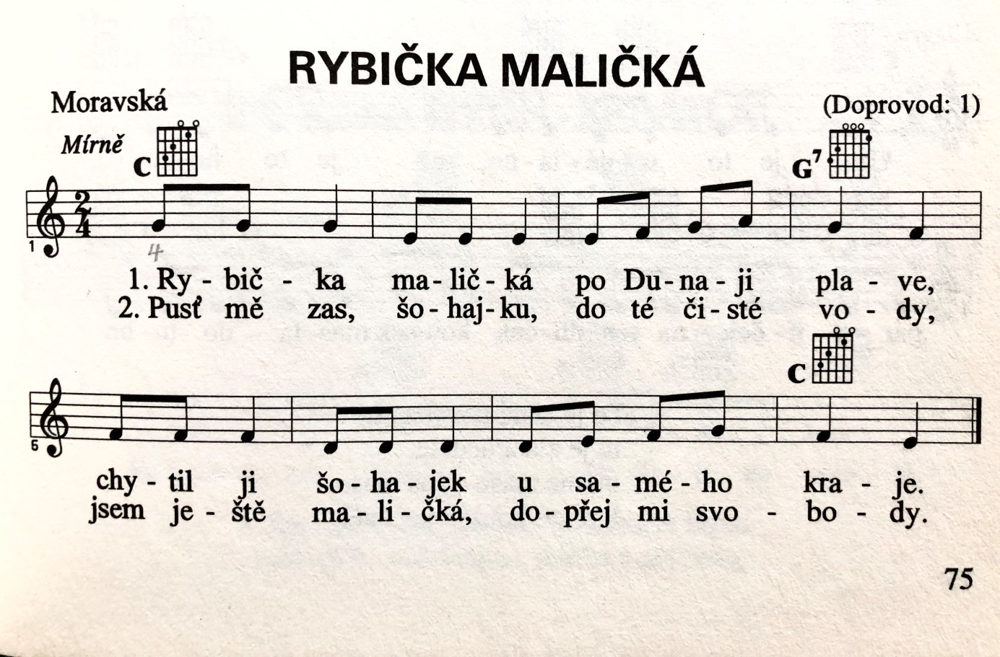 RYBIČKA MALIČKÁ
Moravská
(Doprovod: 1)
Mírně
C
G7
2
4
1
4
1. Ry - bič - ka ma - lič - ká po Du - na - ji pla - ve,
2. Pusť mě zas, šo - haj - ku, do té či - sté vo - dy,
C
5
chy - til ji šo - ha - jek u sa - mé - ho kra - je.
jsem je - ště ma - li - čká, do - přej mi svo - bo - dy.
75